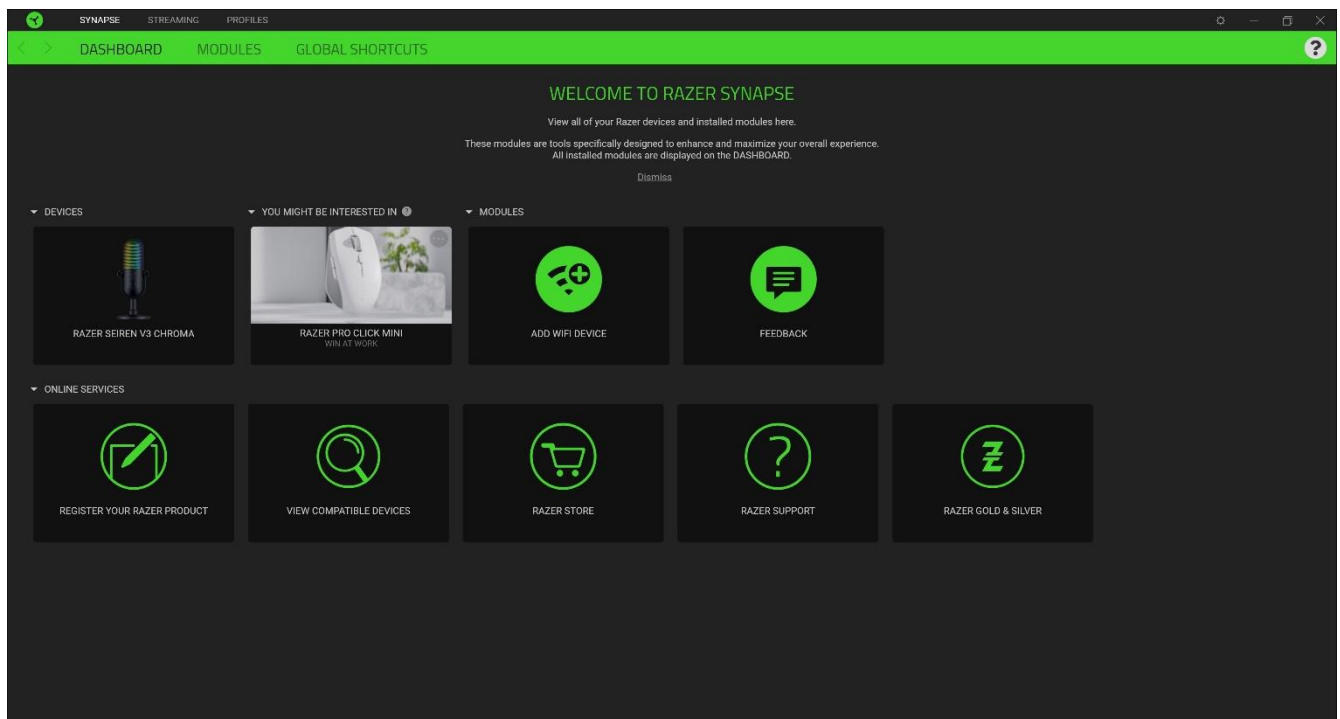 SYNAPSE STREAMING PROFILES
DASHBOARD MODULES GLOBAL SHORTCUTS
WELCOME TO RAZER SYNAPSE
View all of your Razer devices and installed modules here.
These modules are tools specifically designed to enhance and maximize your overall experience.
All installed modules are displayed on the DASHBOARD.
Dismiss
DEVICES
YOU MIGHT BE INTERESTED IN
MODULES
RAZER SEIREN V3 CHROMA
RAZER PRO CLICK MINI
WIN AT WORK
ADD WIFI DEVICE
FEEDBACK
ONLINE SERVICES
REGISTER YOUR RAZER PRODUCT
VIEW COMPATIBLE DEVICES
RAZER STORE
RAZER SUPPORT
RAZER GOLD & SILVER